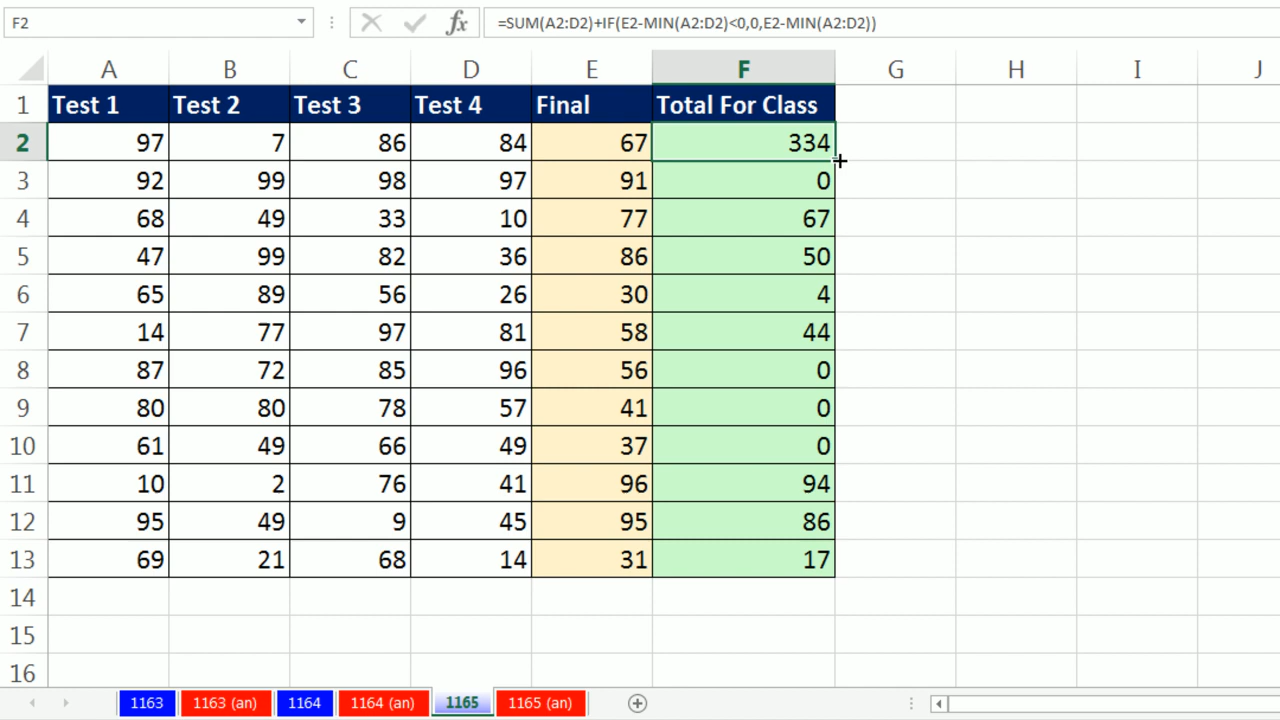 F2 fx =SUM(A2:D2)+IF(E2-MIN(A2:D2)<0,0,E2-MIN(A2:D2))
A B C D E F G H I J
1 Test 1 Test 2 Test 3 Test 4 Final Total For Class
2 97 7 86 84 67 334
3 92 99 98 97 91 0
4 68 49 33 10 77 67
5 47 99 82 36 86 50
6 65 89 56 26 30 4
7 14 77 97 81 58 44
8 87 72 85 96 56 0
9 80 80 78 57 41 0
10 61 49 66 49 37 0
11 10 2 76 41 96 94
12 95 49 9 45 95 86
13 69 21 68 14 31 17
14
15
16
1163 1163 (an) 1164 1164 (an) 1165 1165 (an)